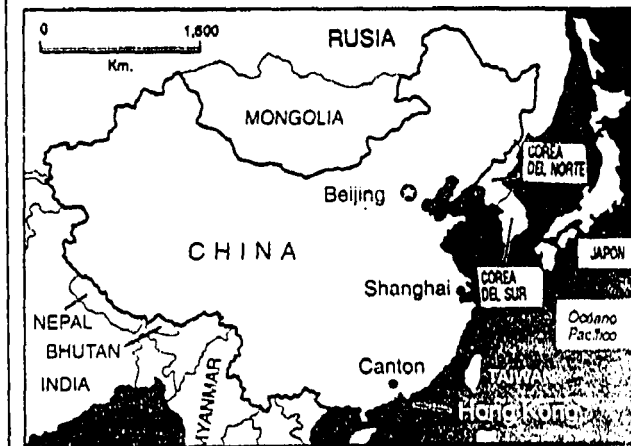 0 1,600
Km.
RUSIA
MONGOLIA
COREA
DEL NORTE
Beijing
CHINA
JAPON
COREA
DEL SUR
Shanghai
Océano
Pacífico
NEPAL
BHUTAN
Canton
TAIWAN
INDIA
MYANMAR
Hong Kong